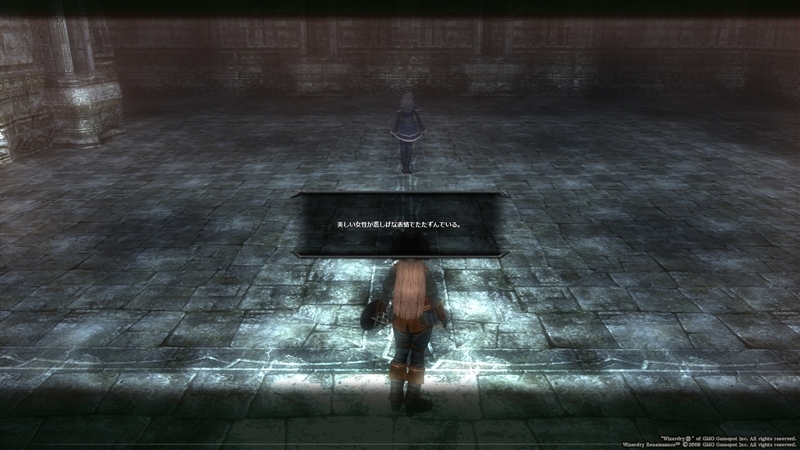 美しい女性が悲しげな表情でたたずんでいる。
"Wizardry@" of GMO Gamepot Inc. All rights reserved.
Wizardry Renaissance™ © 2009 GMO Gamepot Inc. All rights reserved.